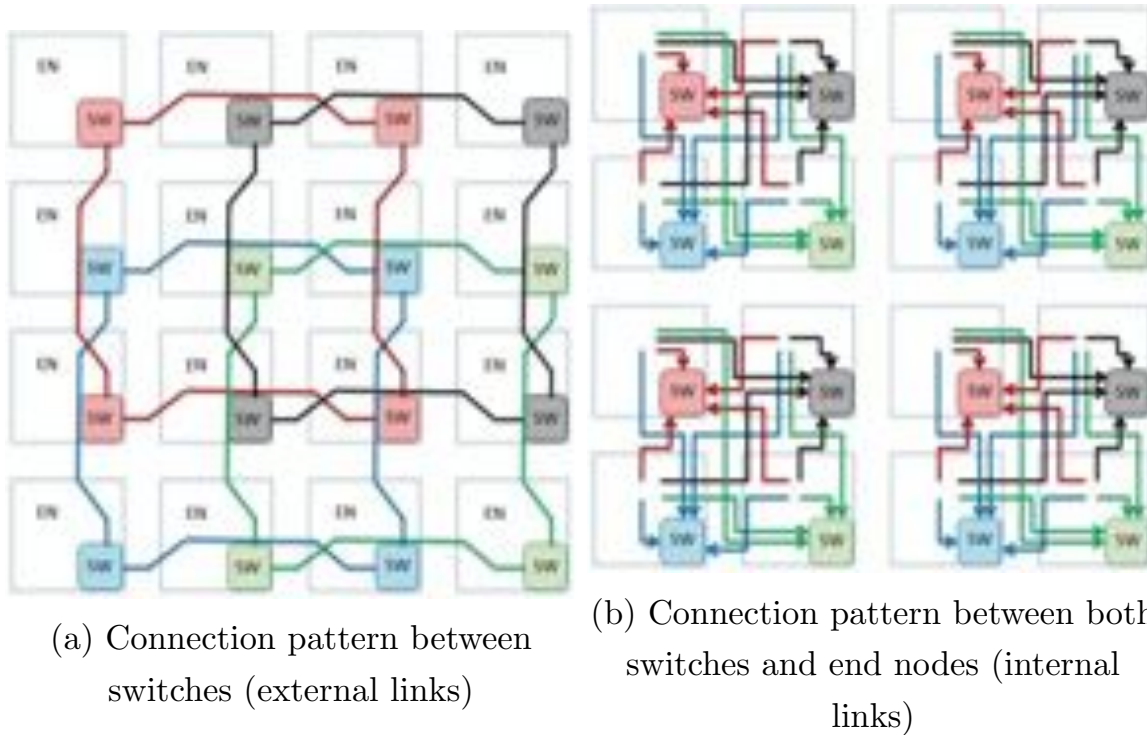 EN EN EN EN
SW SW SW SW
EN EN EN EN
SW SW SW SW
EN EN EN EN
SW SW SW SW
EN EN EN EN
SW SW SW SW
(a) Connection pattern between
switches (external links)
SW SW SW SW
SW SW SW SW
SW SW SW SW
SW SW SW SW
(b) Connection pattern between both
switches and end nodes (internal
links)